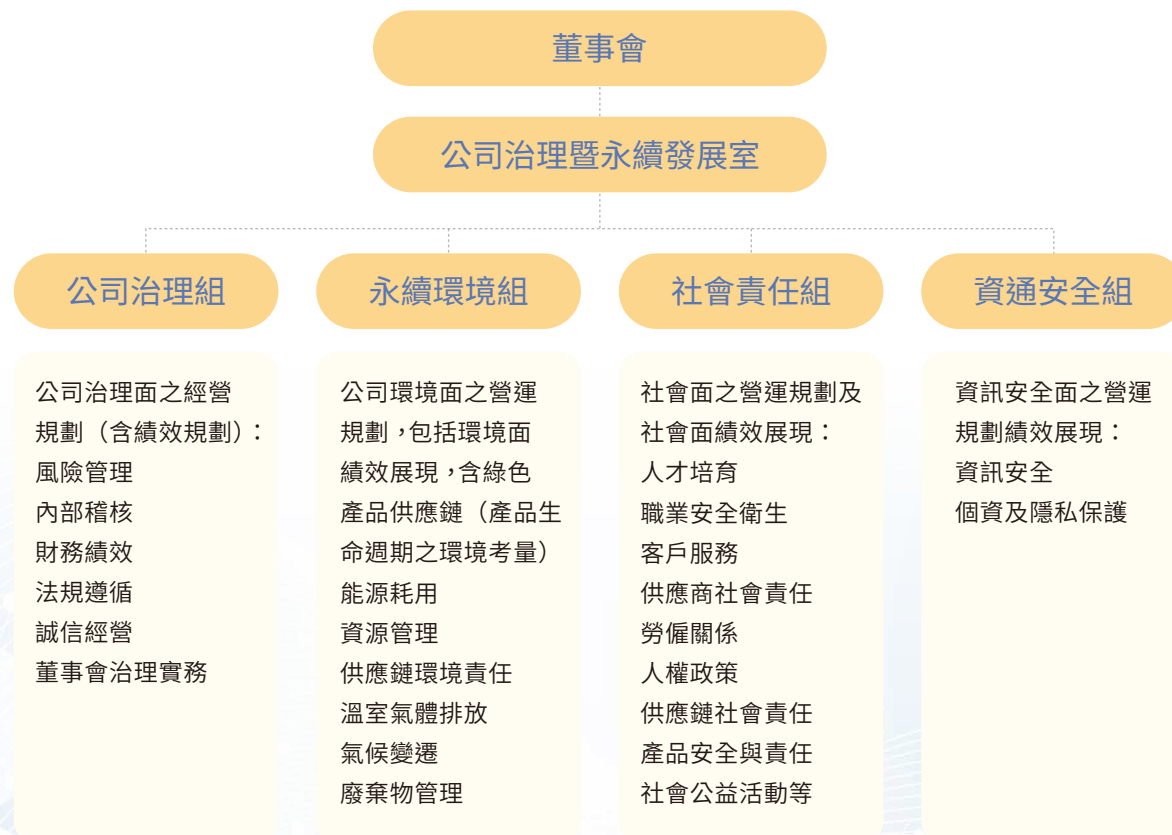 董事會
公司治理暨永續發展室
公司治理組
公司治理面之經營
規劃（含績效規劃）：
風險管理
內部稽核
財務績效
法規遵循
誠信經營
董事會治理實務
永續環境組
公司環境面之營運
規劃，包括環境面
績效展現，含綠色
產品供應鏈（產品生
命週期之環境考量）
能源耗用
資源管理
供應鏈環境責任
溫室氣體排放
氣候變遷
廢棄物管理
社會責任組
社會面之營運規劃及
社會面績效展現：
人才培育
職業安全衛生
客戶服務
供應商社會責任
勞僱關係
人權政策
供應鏈社會責任
產品安全與責任
社會公益活動等
資通安全組
資訊安全面之營運
規劃績效展現：
資訊安全
個資及隱私保護